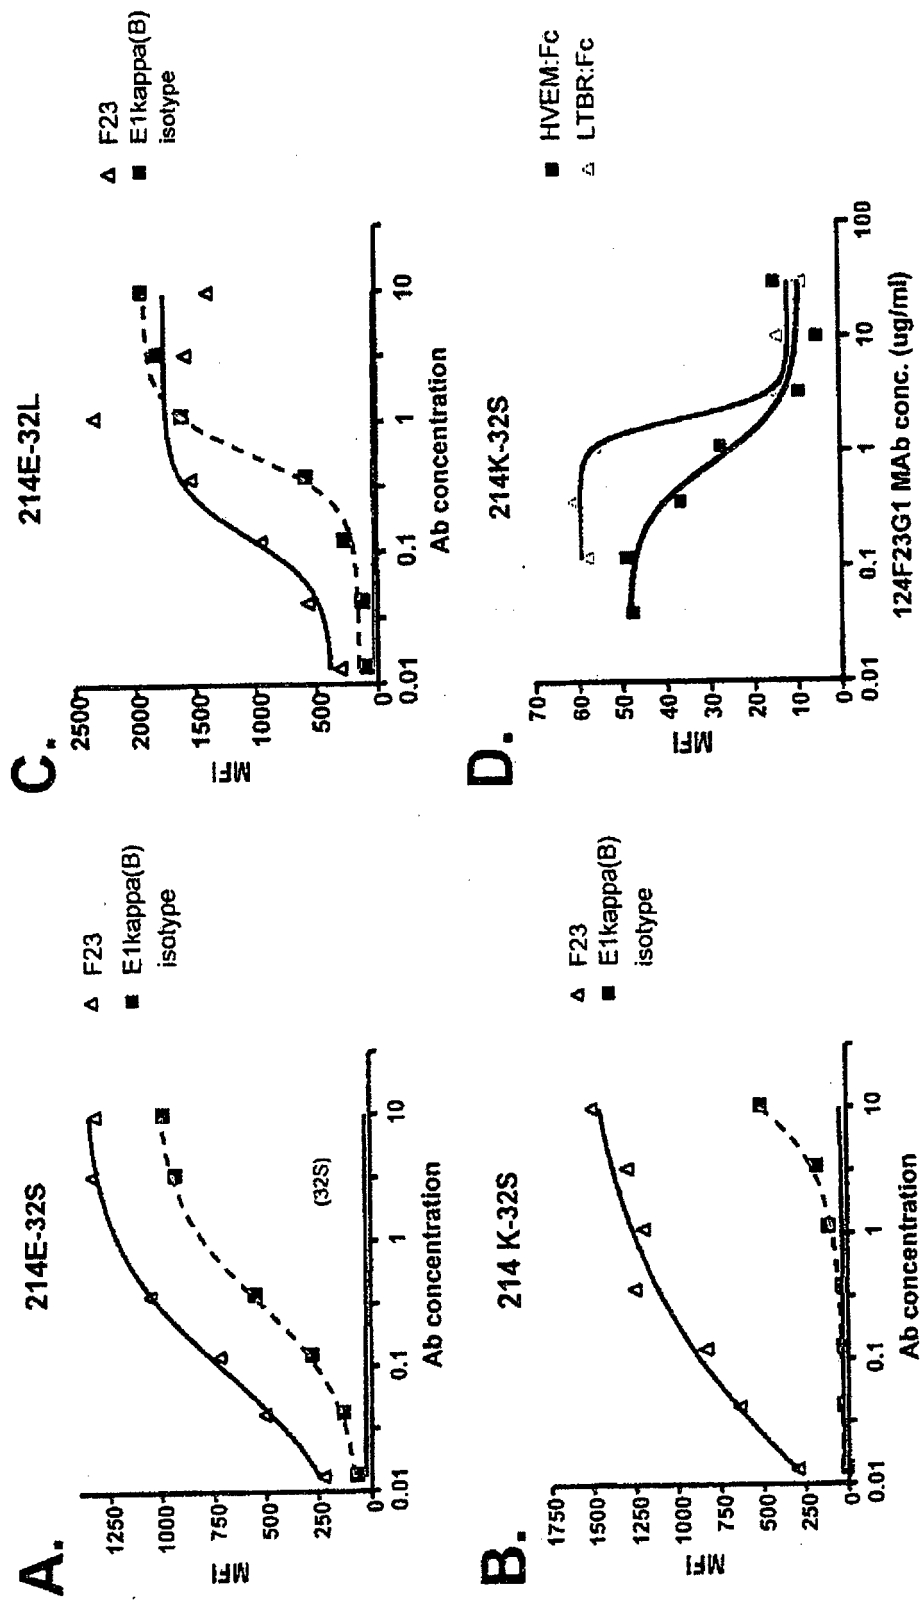 A.
214E-32S
MFI
1250
1000
750
500
250
0
0.01
0.1
1
10
Ab concentration
(32S)
F23
E1kappa(B)
isotype
B.
214 K-32S
MFI
1750
1500
1250
1000
750
500
250
0
0.01
0.1
1
10
Ab concentration
F23
E1kappa(B)
isotype
C.
214E-32L
MFI
2500
2000
1500
1000
500
0
0.01
0.1
1
10
Ab concentration
F23
E1kappa(B)
isotype
D.
214K-32S
MFI
70
60
50
40
30
20
10
0
0.01
0.1
1
10
100
124F23G1 MAb conc. (ug/ml)
HVEM:Fc
LTBR:Fc